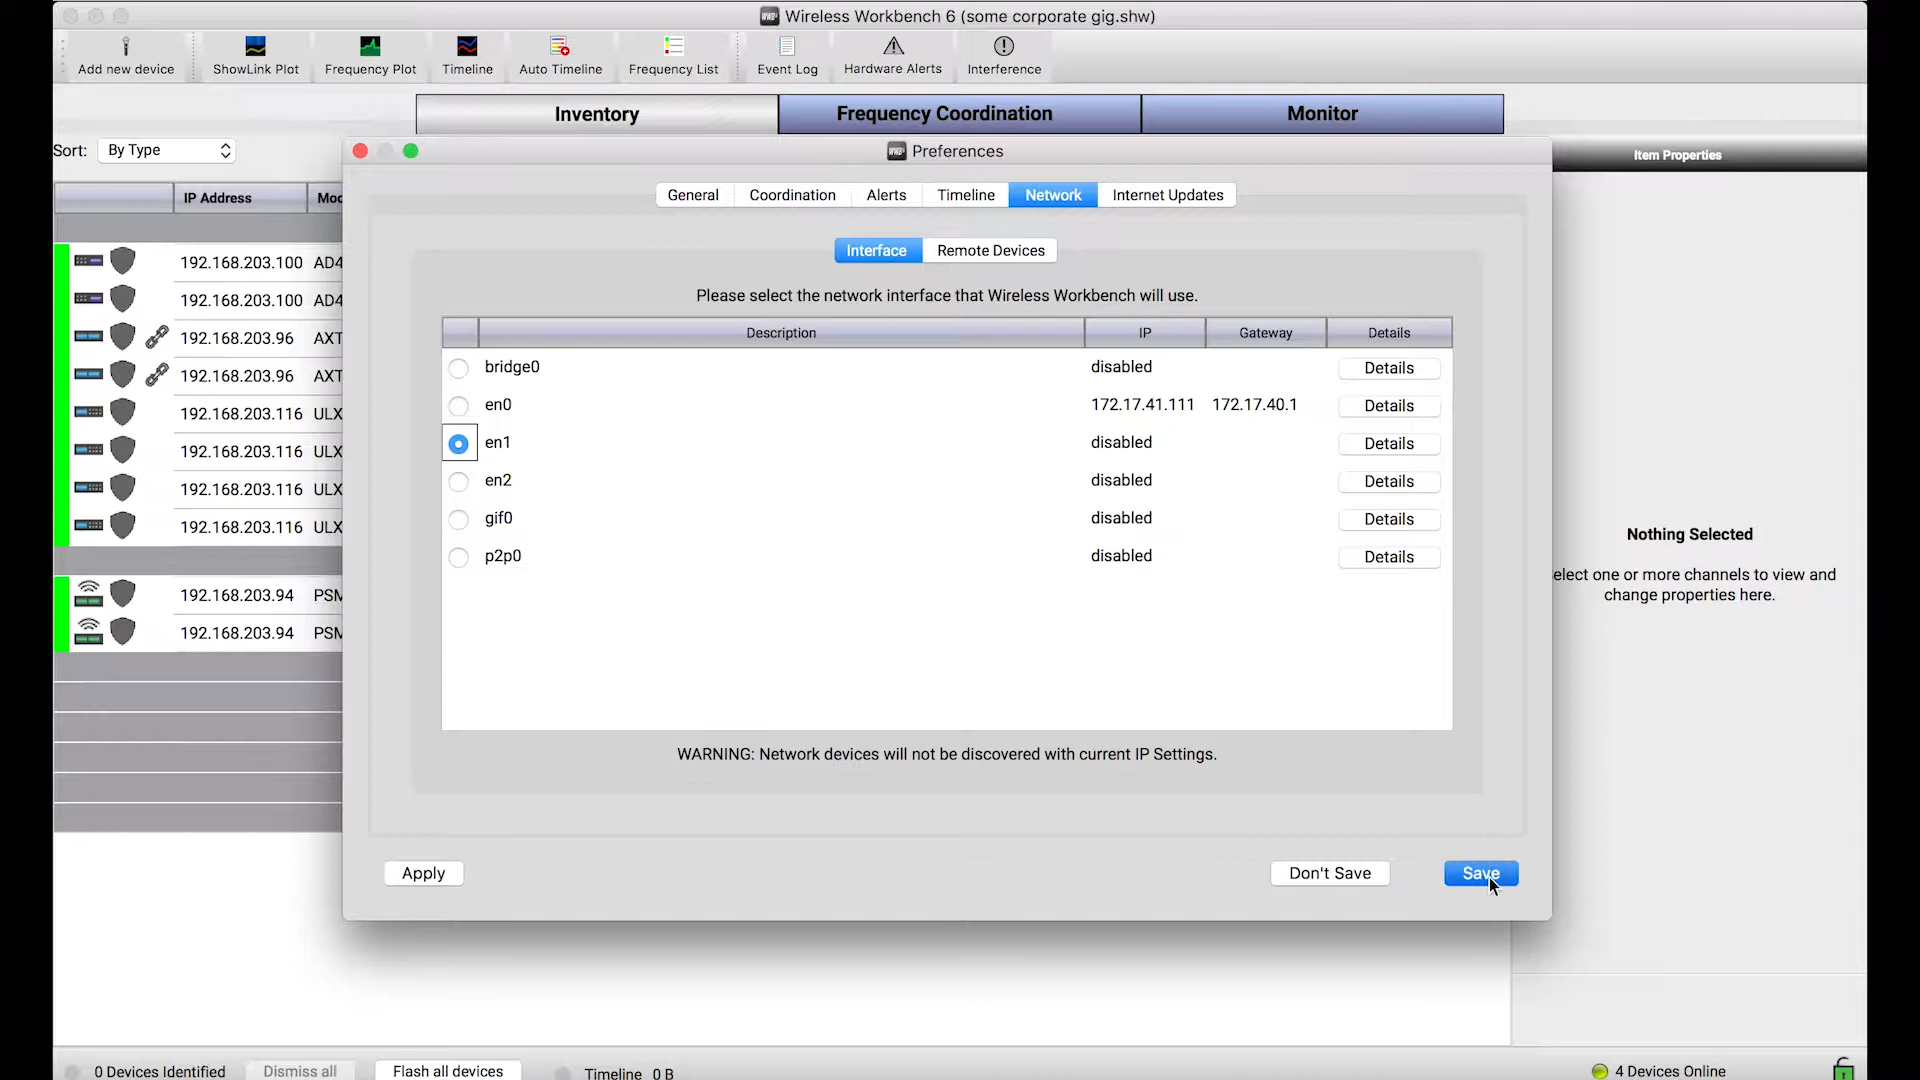 Wireless Workbench 6 (some corporate gig.shw)
Add new device
ShowLink Plot
Frequency Plot
Timeline
Auto Timeline
Frequency List
Event Log
Hardware Alerts
Interference
Inventory
Frequency Coordination
Monitor
Sort:
By Type
IP Address
192.168.203.100 AD4
192.168.203.100 AD4
192.168.203.96 AXT
192.168.203.96 AXT
192.168.203.116 ULX
192.168.203.116 ULX
192.168.203.116 ULX
192.168.203.116 ULX
192.168.203.94
192.168.203.94
Preferences
General
Coordination
Alerts
Timeline
Network
Internet Updates
Interface
Remote Devices
Please select the network interface that Wireless Workbench will use.
Description
IP
Gateway
Details
bridge0 disabled Details
en0 172.17.41.111 172.17.40.1 Details
en1 disabled Details
en2 disabled Details
gif0 disabled Details
p2p0 disabled Details
WARNING: Network devices will not be discovered with current IP Settings.
Apply
Don't Save
Save
Item Properties
Nothing Selected
elect one or more channels to view and
change properties here.
0 Devices Identified
Dismiss all
Flash all devices
Timeline 0 B
4 Devices Online